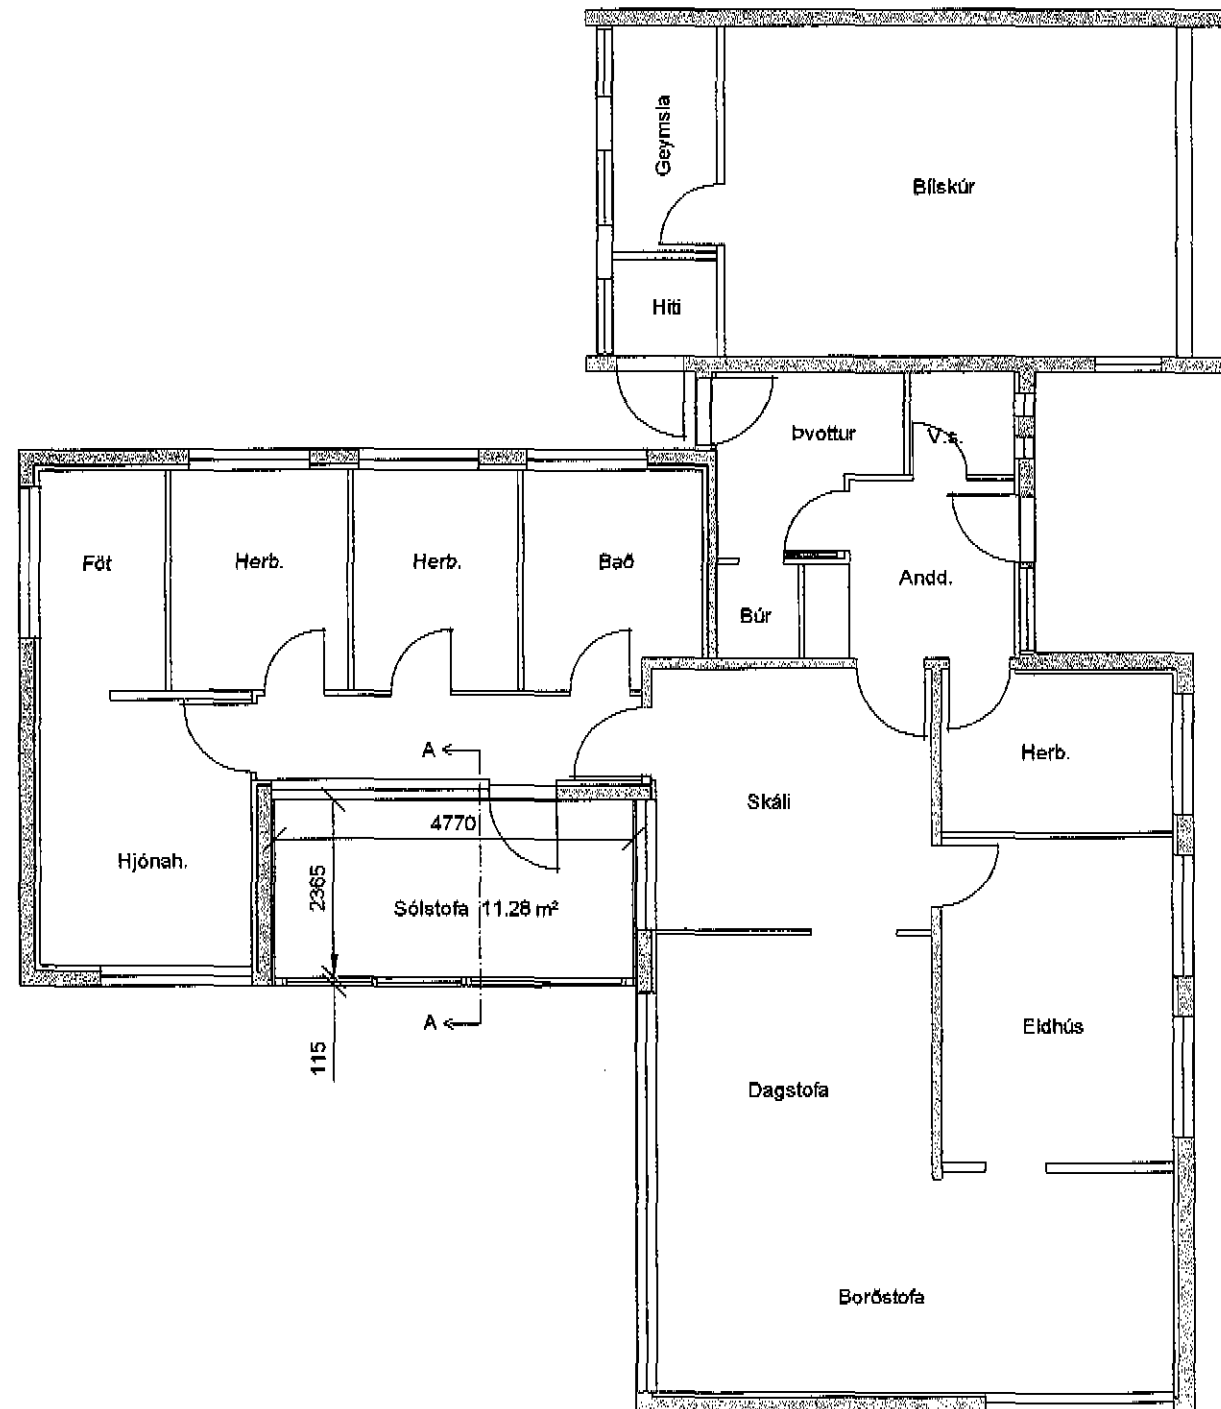 Geymsla
Bílskúr
Hiti
Þvottur
V.s.
Föt
Herb.
Herb.
Bað
Andd.
Búr
A
Herb.
Skáli
4770
2365
Hjónah.
Sólstofa 11.28 m²
A
115
Eldhús
Dagstofa
Borðstofa